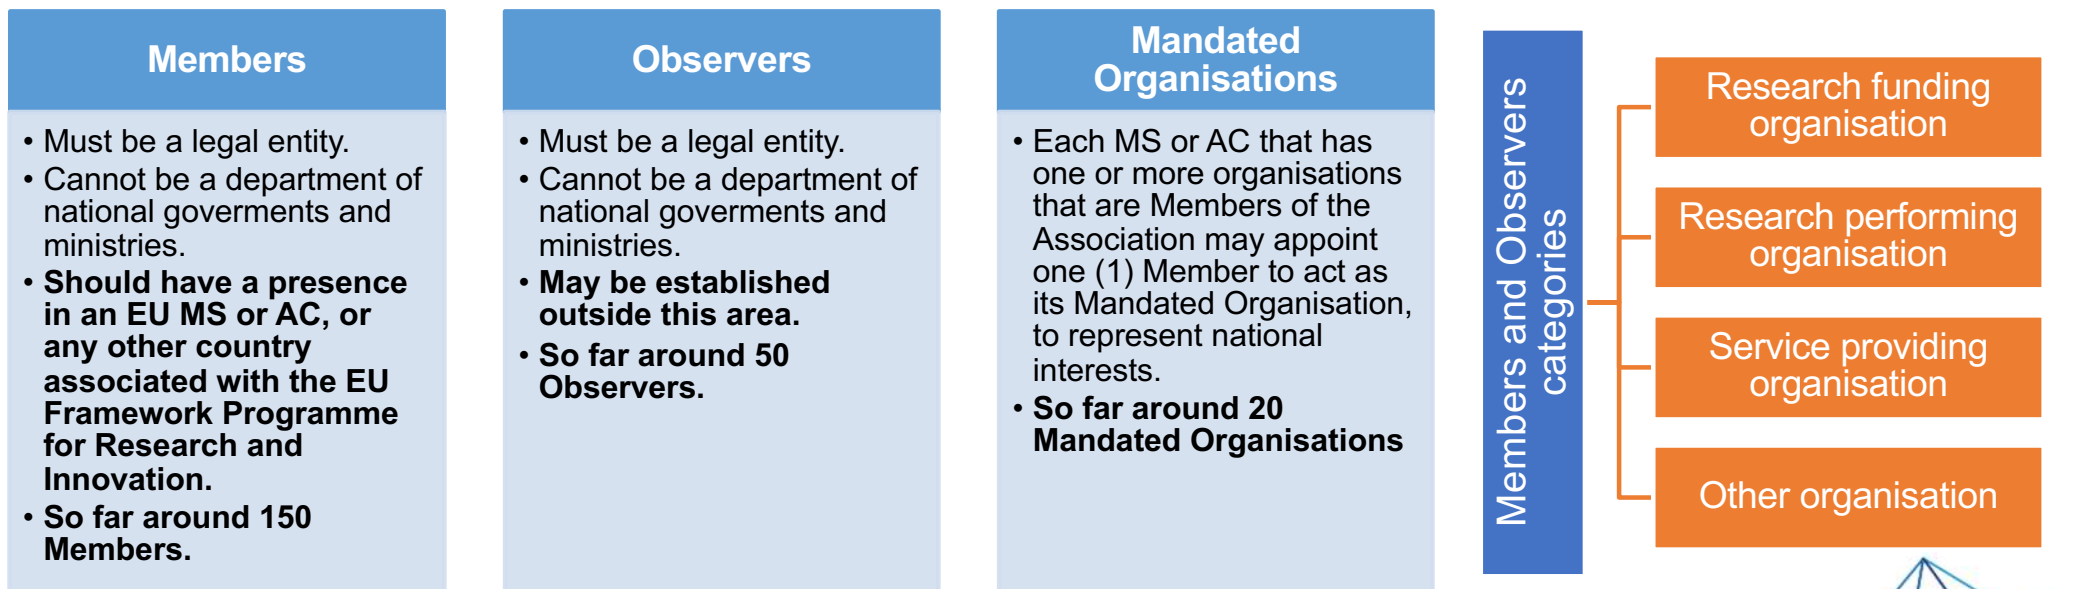 Members
• Must be a legal entity.
• Cannot be a department of
national goverments and
ministries.
• Should have a presence
in an EU MS or AC, or
any other country
associated with the EU
Framework Programme
for Research and
Innovation.
• So far around 150
Members.
Observers
• Must be a legal entity.
• Cannot be a department of
national goverments and
ministries.
• May be established
outside this area.
• So far around 50
Observers.
Mandated
Organisations
• Each MS or AC that has
one or more organisations
that are Members of the
Association may appoint
one (1) Member to act as
its Mandated Organisation,
to represent national
interests.
• So far around 20
Mandated Organisations
Members and Observers
categories
Research funding
organisation
Research performing
organisation
Service providing
organisation
Other organisation